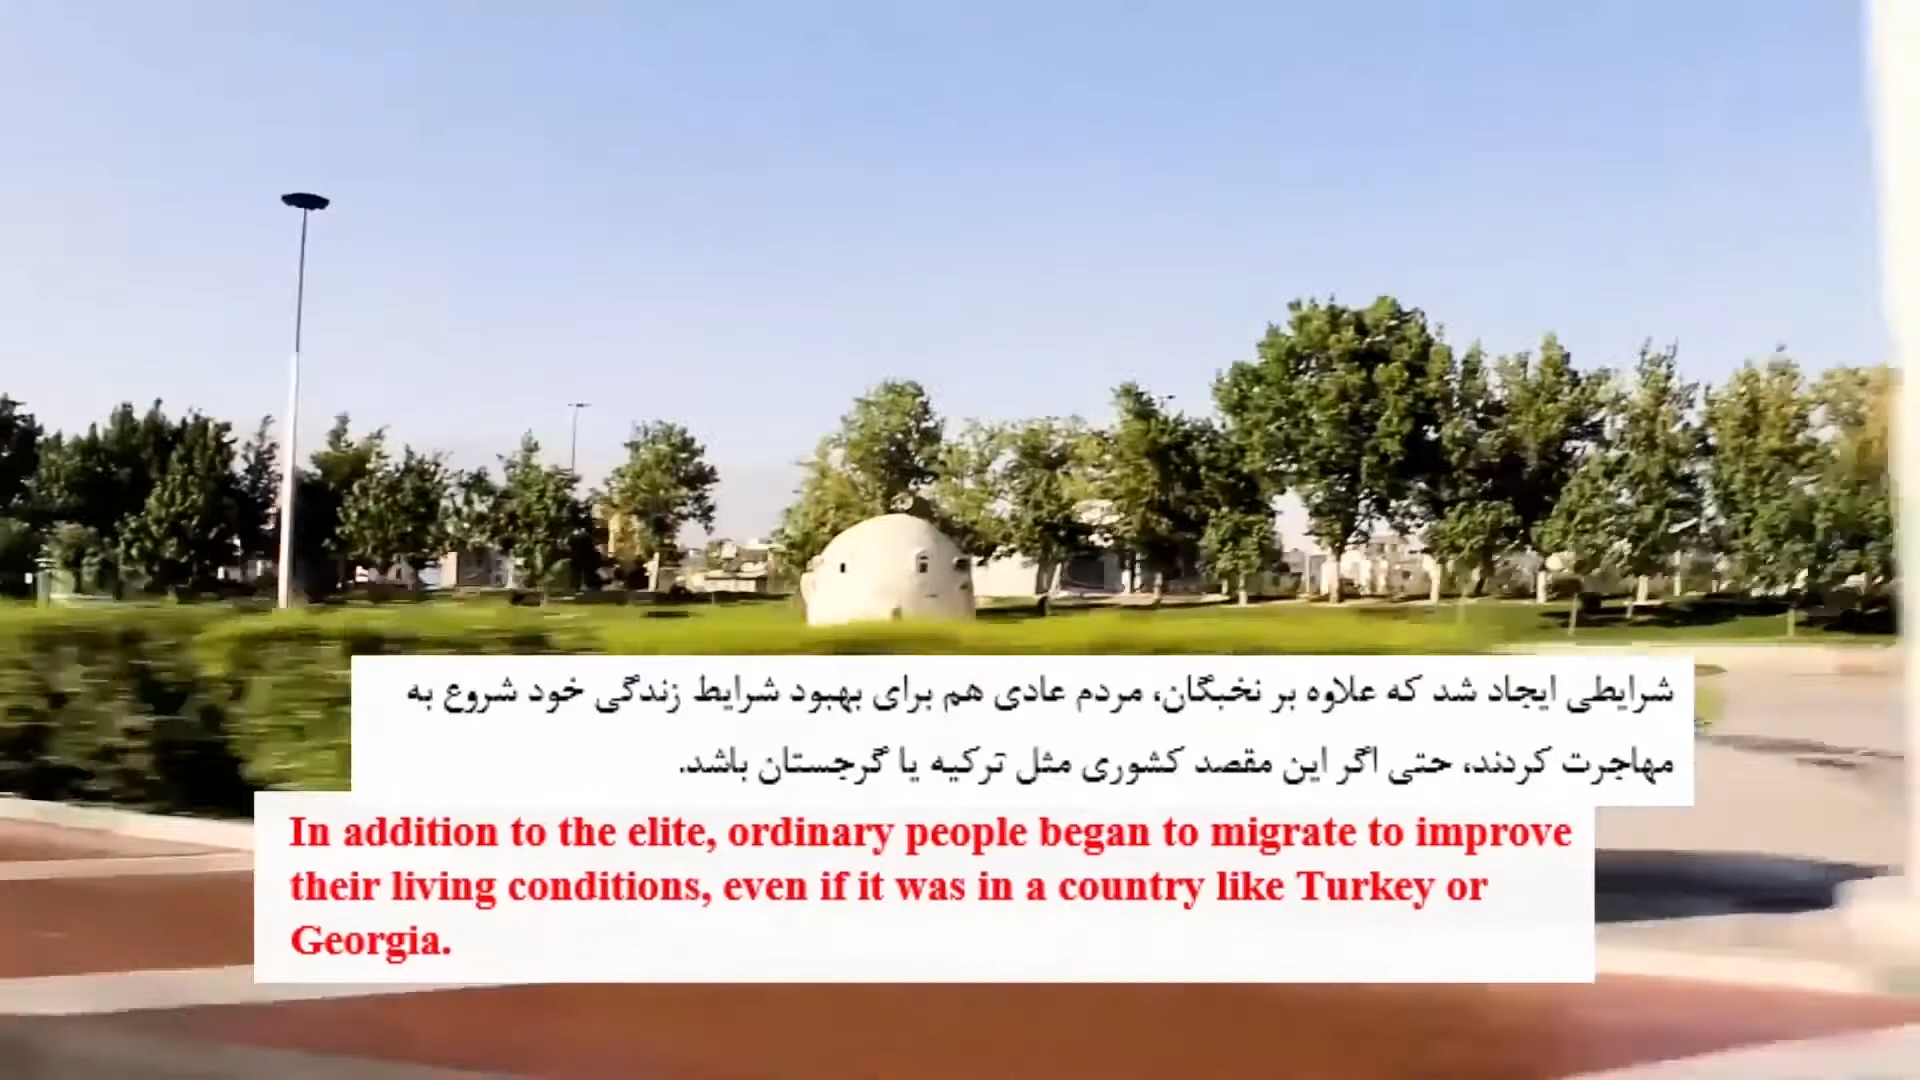 شرایطی ایجاد شد که علاوه بر نخبگان، مردم عادی هم برای بهبود شرایط زندگی خود شروع به
مهاجرت کردند، حتی اگر این مقصد کشوری مثل ترکیه یا گرجستان باشد.
In addition to the elite, ordinary people began to migrate to improve
their living conditions, even if it was in a country like Turkey or
Georgia.